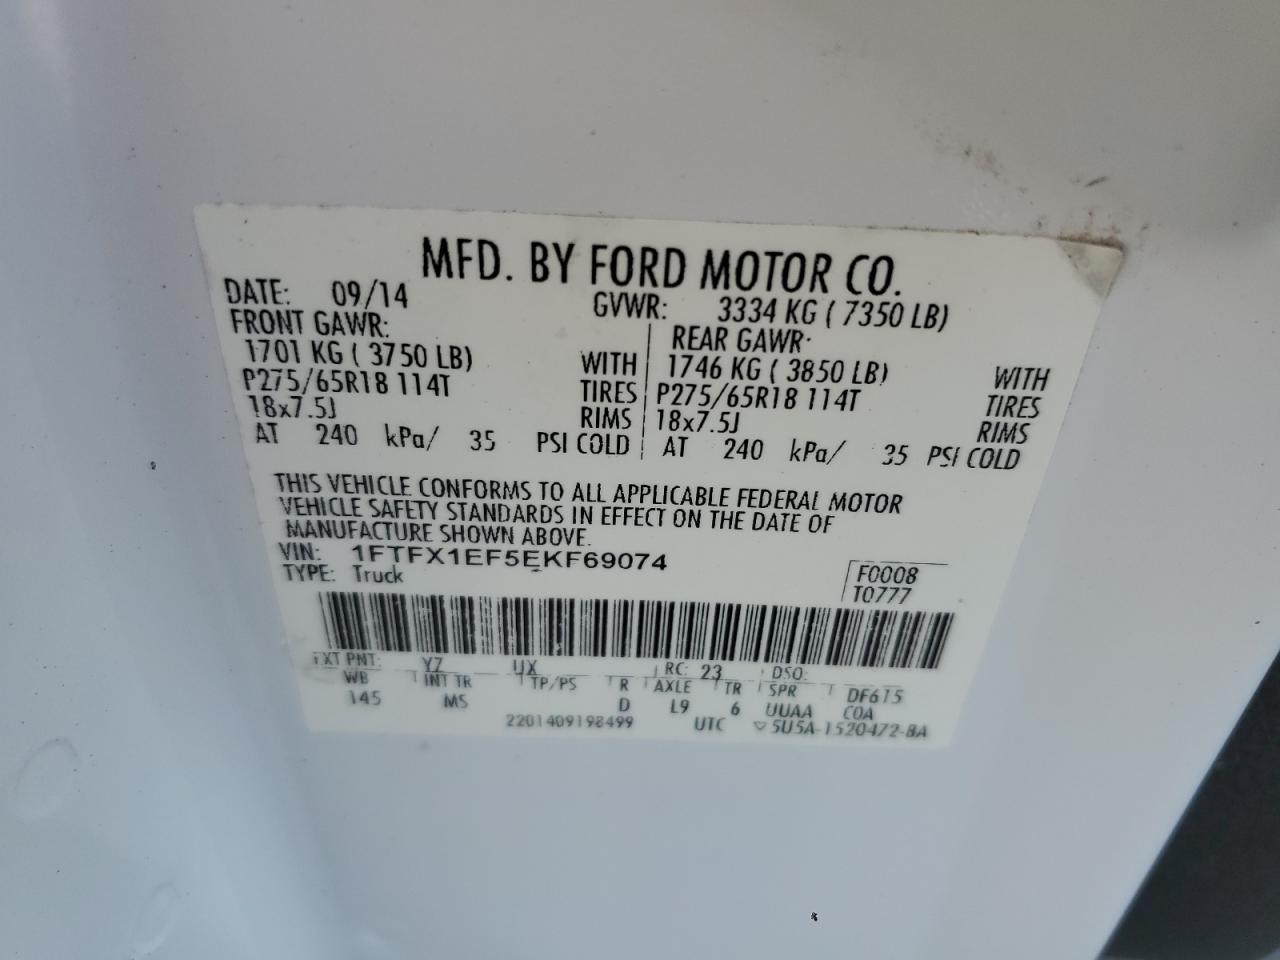 MFD. BY FORD MOTOR CO.
DATE: 09/14 GVWR: 3334 KG ( 7350 LB)
FRONT GAWR: REAR GAWR:
1701 KG ( 3750 LB) WITH 1746 KG ( 3850 LB) WITH
P275/65R18 114T TIRES P275/65R18 114T TIRES
18x7.5J RIMS 18x7.5J RIMS
AT 240 kPa/ 35 PSI COLD AT 240 kPa/ 35 PSI COLD
THIS VEHICLE CONFORMS TO ALL APPLICABLE FEDERAL MOTOR
VEHICLE SAFETY STANDARDS IN EFFECT ON THE DATE OF
MANUFACTURE SHOWN ABOVE.
VIN: 1FTFX1EF5EKF69074
TYPE: Truck
F0008
T0777
EXT PNT: YZ UX RC: 23 DSO:
WB INT TR TP/PS R AXLE TR SPR DF615
145 MS D L9 6 UUAA COA
2201409198499 UTC 5U5A-1520472-BA